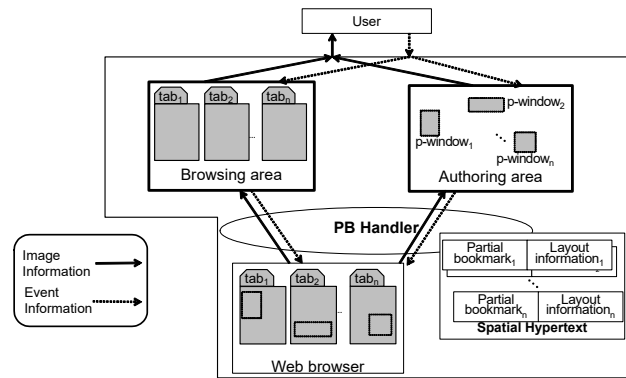 User
tab1 tab2 tabn
...
Browsing area
p-window2
p-window1
...
p-windown
Authoring area
PB Handler
Image
Information
Event
Information
tab1 tab2 tabn
...
Web browser
Partial
bookmark1
Layout
information1
2
...
Partial
bookmarkn
Layout
informationn
Spatial Hypertext